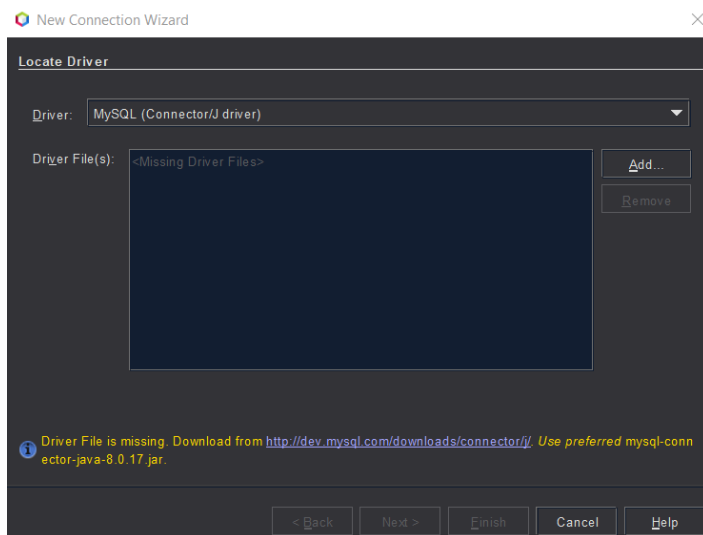 New Connection Wizard
Locate Driver
Driver: MySQL (Connector/J driver)
Driver File(s): <Missing Driver Files>
Add...
Remove
Driver File is missing. Download from http://dev.mysql.com/downloads/connector/j/. Use preferred mysql-conn
ector-java-8.0.17.jar.
< Back Next > Finish Cancel Help